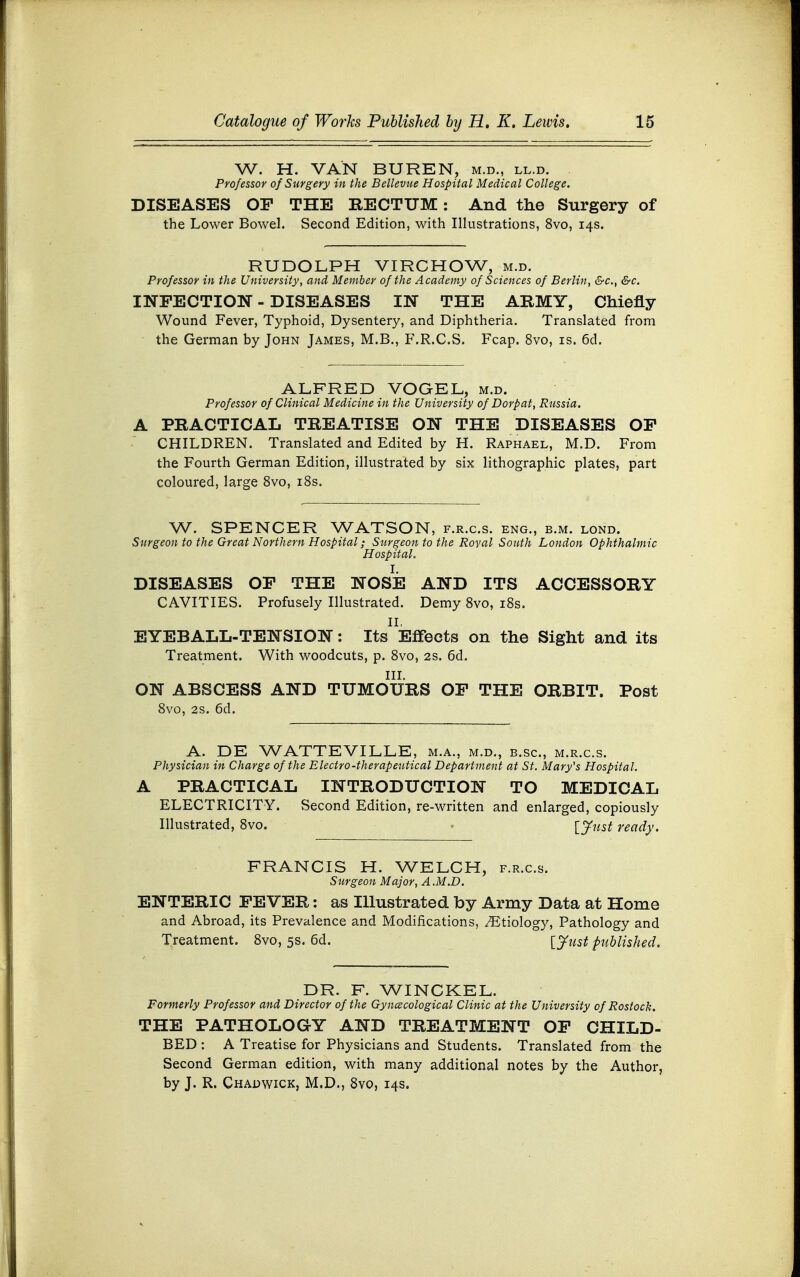 Catalogue of Works Published by H. K. Lewis. 15
W. H. VAN BUREN, M.D., LL.D.
Professor of Surgery in the Bellevue Hospital Medical College.
DISEASES OF THE RECTUM: And the Surgery of
the Lower Bowel. Second Edition, with Illustrations, 8vo, 14s.
RUDOLPH VIRCHOW, M.D.
Professor in the University, and Member of the Academy of Sciences of Berlin, &c., &c.
INFECTION-DISEASES IN THE ARMY, Chiefly
Wound Fever, Typhoid, Dysentery, and Diphtheria. Translated from
the German by JOHN JAMES, M.B., F.R.C.S. Fcap. 8vo, 1s. 6d.
ALFRED VOGEL, M.D.
Professor of Clinical Medicine in the University of Dorpat, Russia.
A PRACTICAL TREATISE ON THE DISEASES OF
CHILDREN. Translated and Edited by H. RAPHAEL, M.D. From
the Fourth German Edition, illustrated by six lithographic plates, part
coloured, large 8vo, 18s.
W. SPENCER WATSON, F.R.C.S. ENG., B.M. LOND.
Surgeon to the Great Northern Hospital; Surgeon to the Royal South London Ophthalmic
Hospital.
I.
DISEASES OF THE NOSE AND ITS ACCESSORY
CAVITIES. Profusely Illustrated. Demy 8vo, 18s.
II.
EYEBALL-TENSION: Its Effects on the Sight and its
Treatment. With woodcuts, p. 8vo, 2s. 6d.
III.
ON ABSCESS AND TUMOURS OF THE ORBIT. Post
8vo, 2s. 6d.
A. DE WATTEVILLE, M.A., M.D., B.SC., M.R.C.S.
Physician in Charge of the Electro-therapeutical Department at St. Mary's Hospital.
A PRACTICAL INTRODUCTION TO MEDICAL
ELECTRICITY. Second Edition, re-written and enlarged, copiously
Illustrated, 8vo. [Just ready.
FRANCIS H. WELCH, F.R.C.S.
Surgeon Major, A.M.D.
ENTERIC FEVER: as Illustrated by Army Data at Home
and Abroad, its Prevalence and Modifications, Ætiology, Pathology and
Treatment. 8vo, 5s. 6d. [Just published.
DR. F. WINCKEL.
Formerly Professor and Director of the Gynæcological Clinic at the University of Rostock.
THE PATHOLOGY AND TREATMENT OF CHILD-
BED: A Treatise for Physicians and Students. Translated from the
Second German edition, with many additional notes by the Author,
by J. R. CHADWICK, M.D., 8vo, 14s.